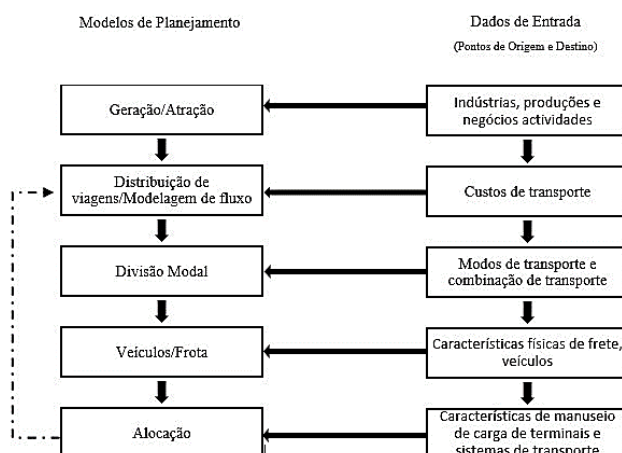 Modelos de Planejamento
Dados de Entrada
(Pontos de Origem e Destino)
Geração/Atração
Indústrias, produções e
negócios actividades
Distribuição de
viagens/Modelagem de fluxo
Custos de transporte
Divisão Modal
Modos de transporte e
combinação de transporte
Veículos/Frota
Características físicas de frete,
veículos
Alocação
Características de manuseio
de carga de terminais e
sistemas de transporte